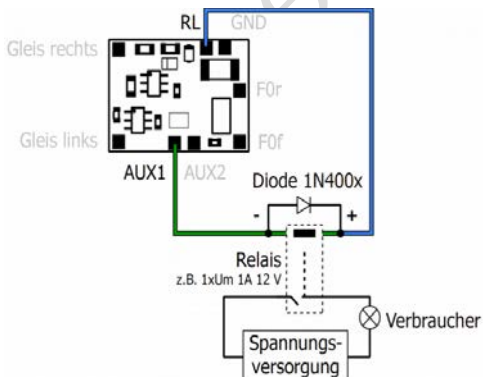 RL GND
Gleis rechts
F0r
Gleis links
F0f
AUX1 AUX2
Diode 1N400x
- +
Relais
z.B. 1xUm 1A 12 V
Verbraucher
Spannungs-
versorgung